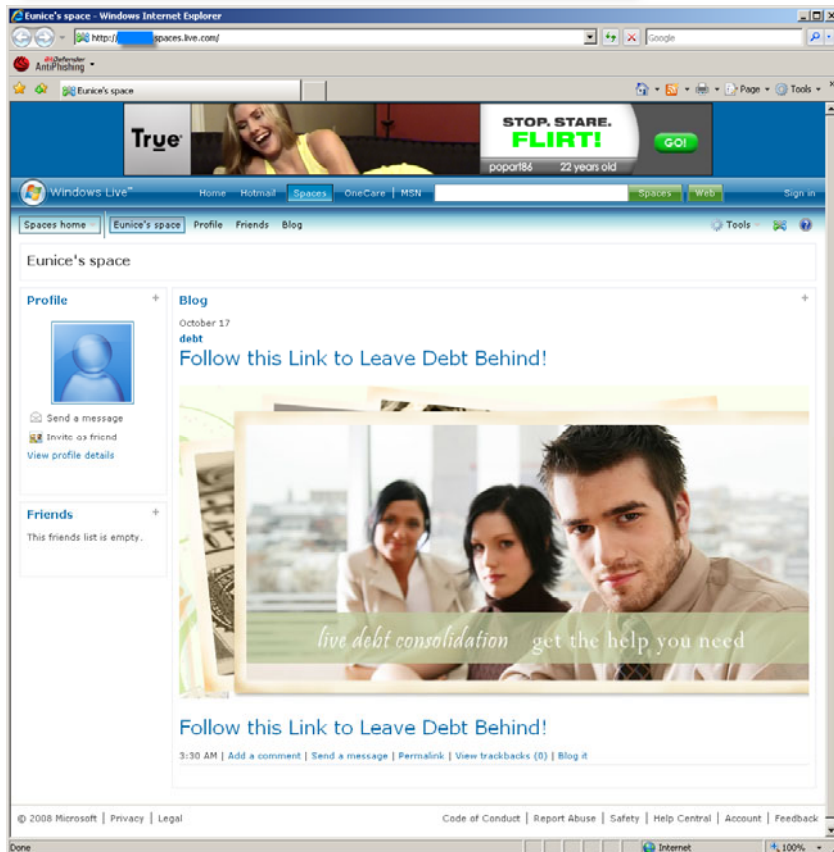 Eunice's space - Windows Internet Explorer
http:// spaces.live.com/
Google
BitDefender
AntiPhishing
Eunice's space
Page Tools
True
STOP. STARE.
FLIRT!
GO!
popart86 22 years old
Windows Live™ Home Hotmail Spaces OneCare | MSN Spaces Web Sign in
Spaces home Eunice's space Profile Friends Blog Tools
Eunice's space
Profile
Send a message
Invite as friend
View profile details
Friends
This friends list is empty.
Blog
October 17
debt
Follow this Link to Leave Debt Behind!
live debt consolidation get the help you need
Follow this Link to Leave Debt Behind!
3:30 AM | Add a comment | Send a message | Permalink | View trackbacks (0) | Blog it
© 2008 Microsoft | Privacy | Legal Code of Conduct | Report Abuse | Safety | Help Central | Account | Feedback
Done Internet 100%